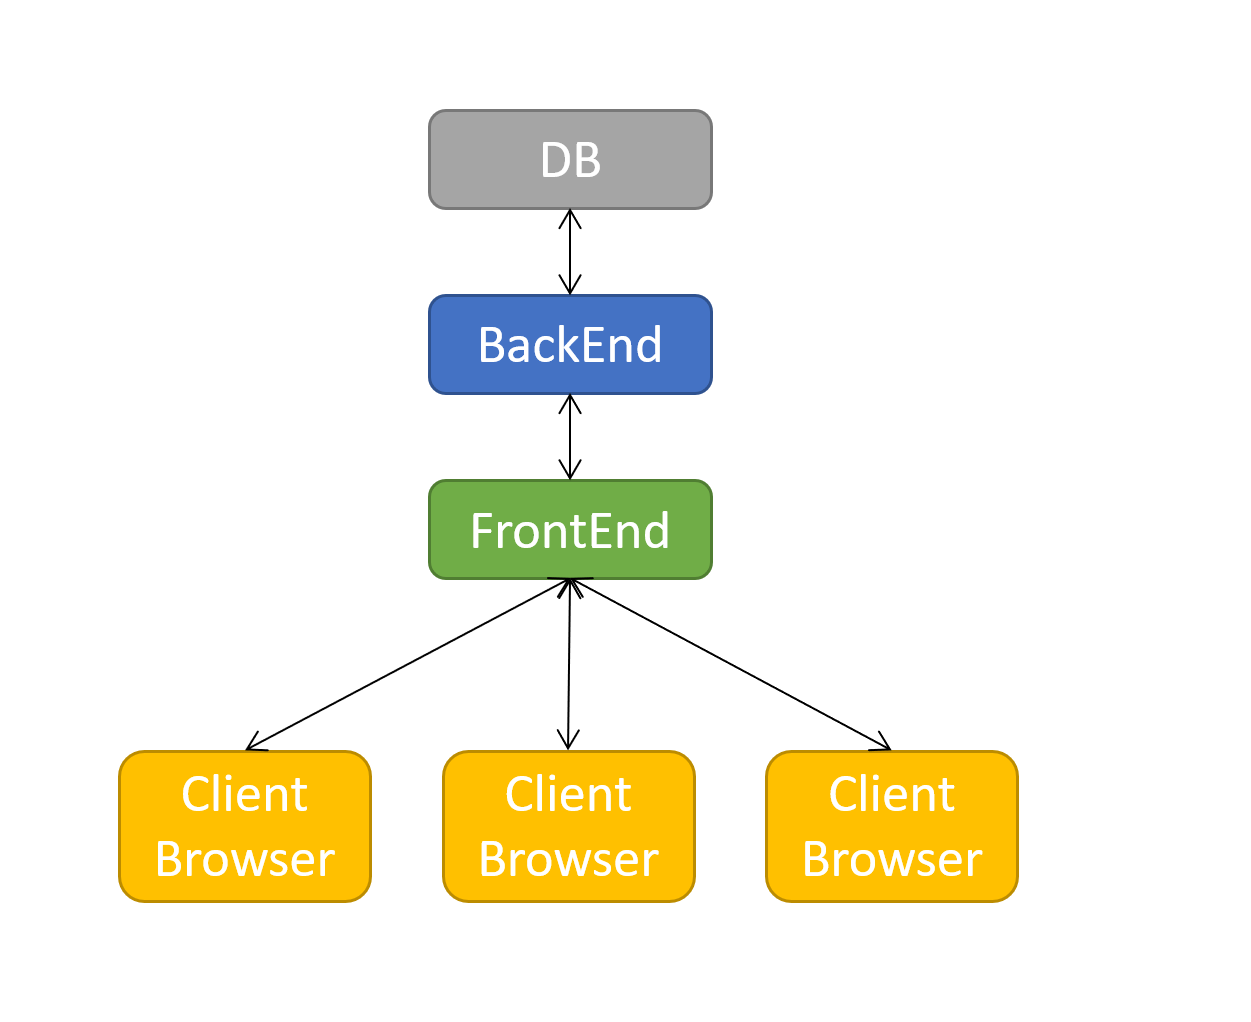 DB
BackEnd
FrontEnd
Client
Browser
Client
Browser
Client
Browser